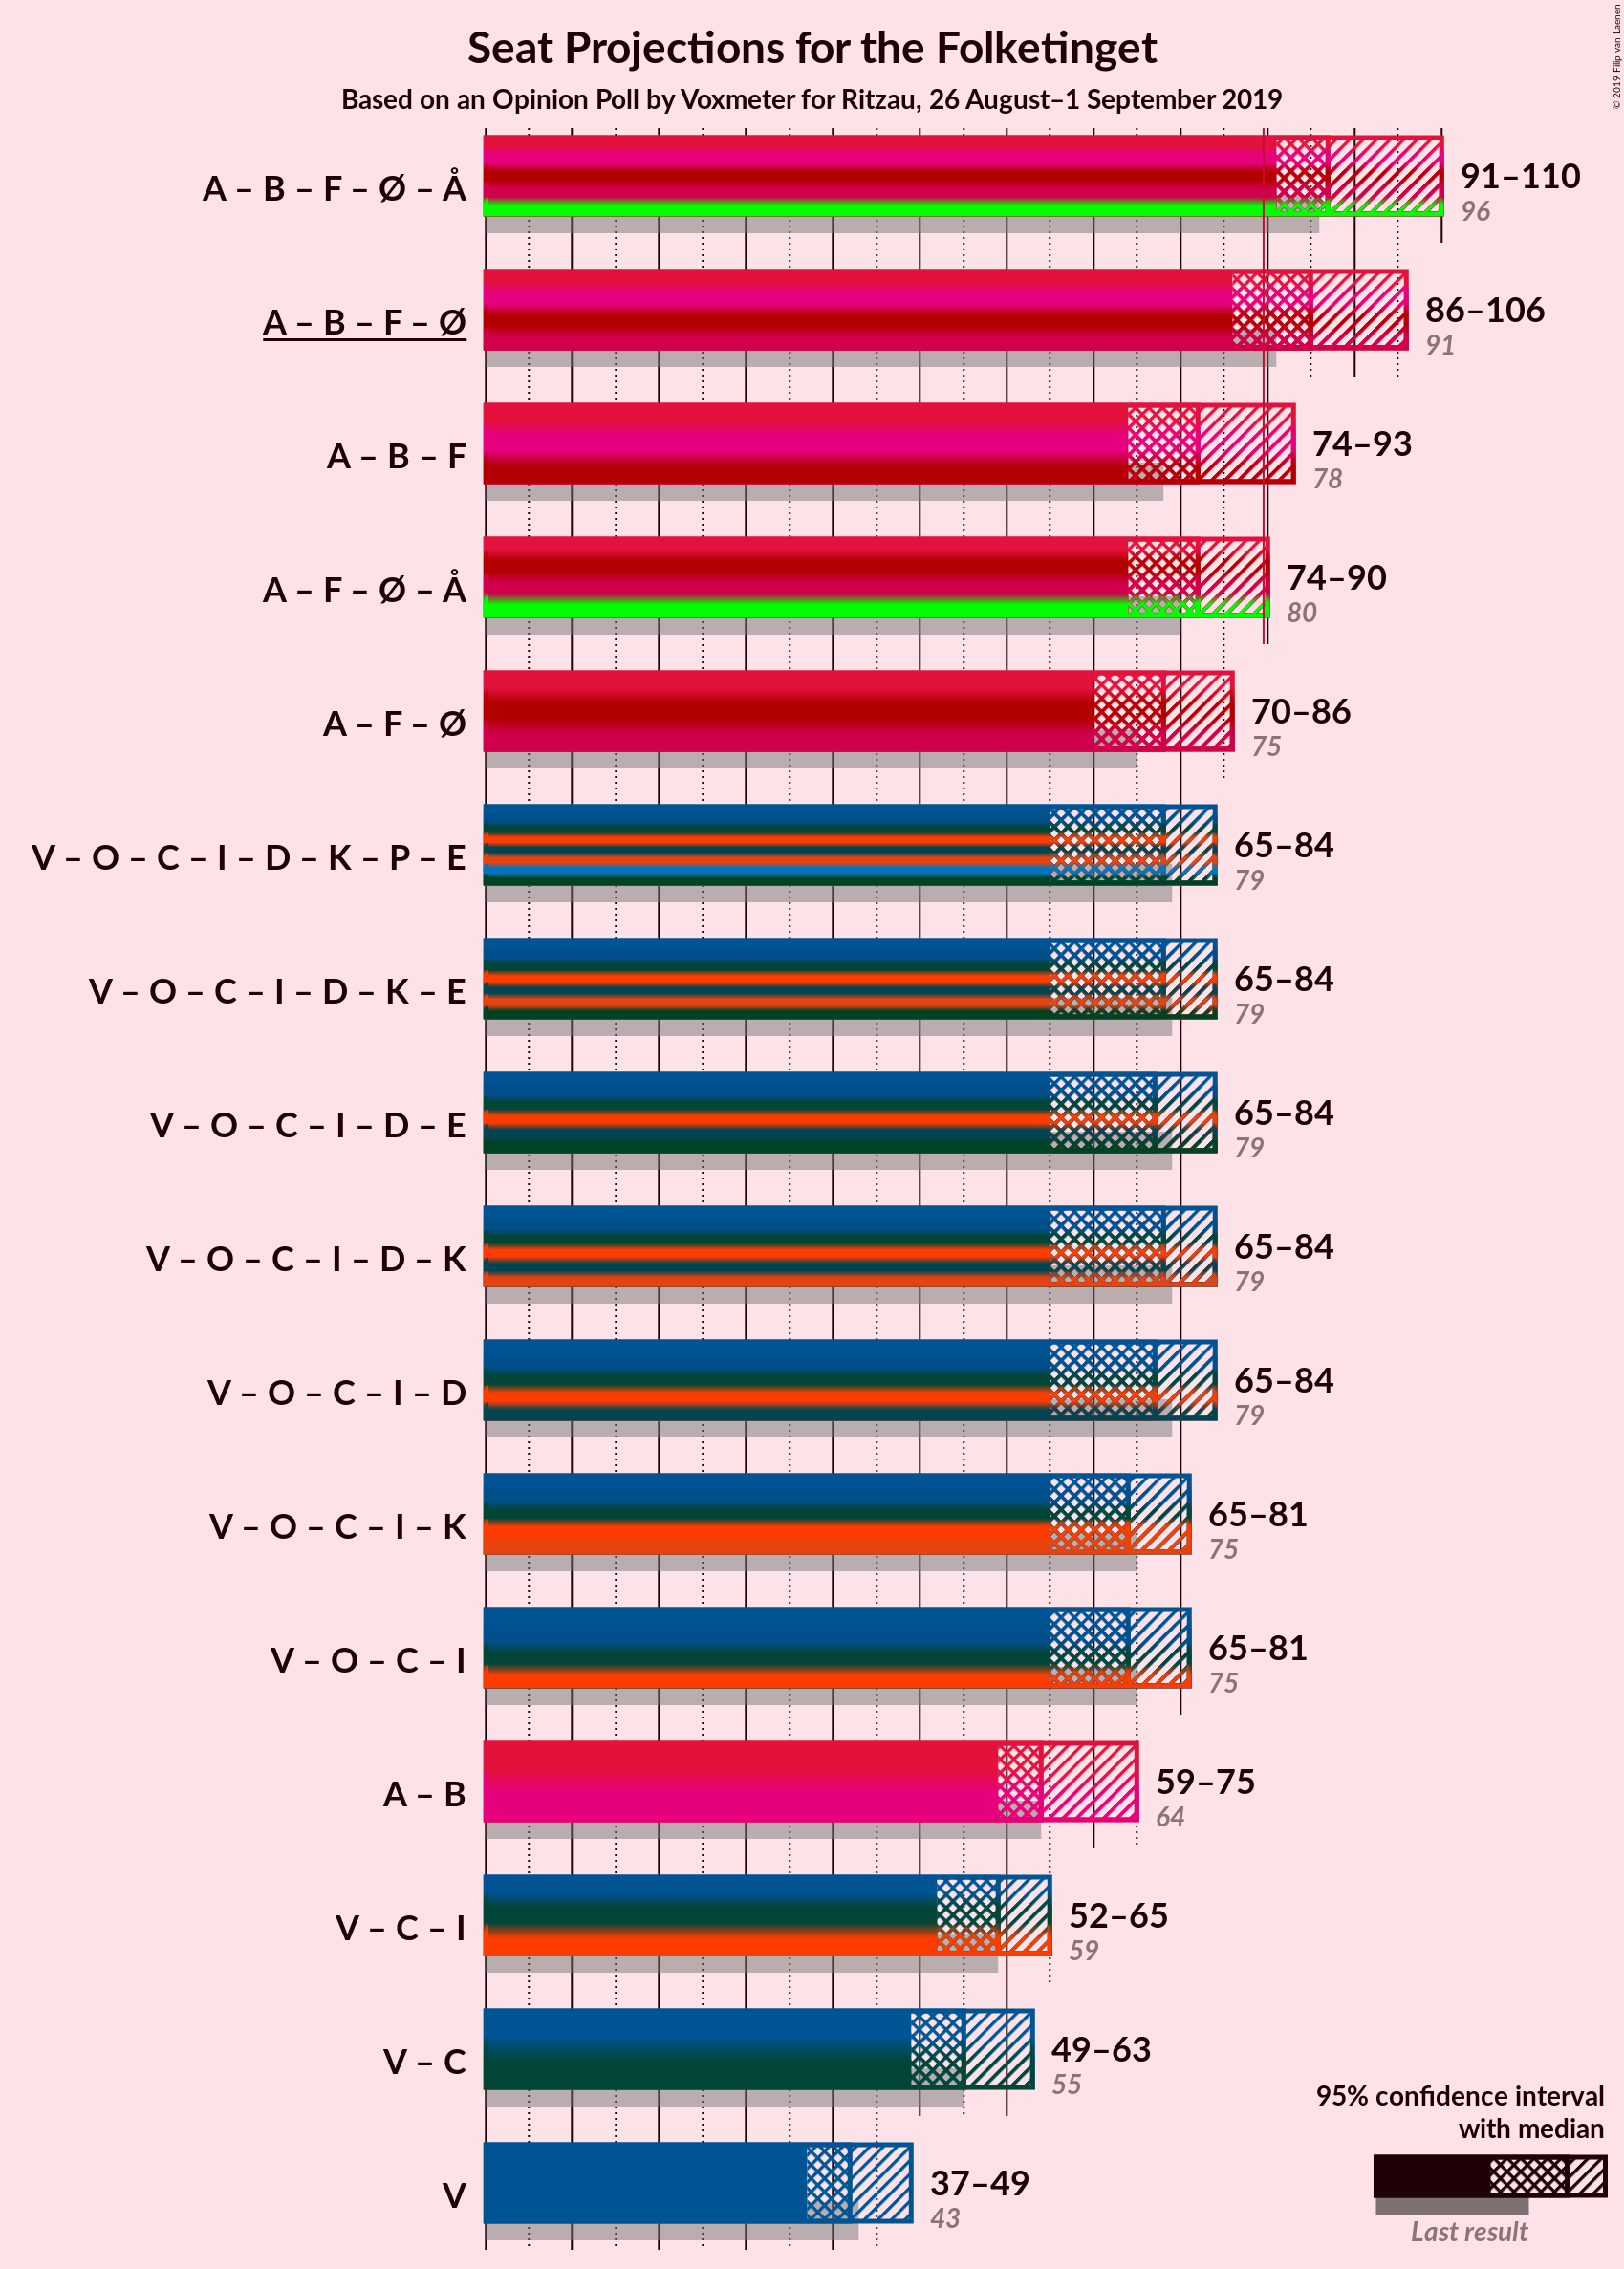 Seat Projections for the Folketinget
Based on an Opinion Poll by Voxmeter for Ritzau, 26 August–1 September 2019
© 2019 Filip van Laenen
A – B – F – Ø – Å
91–110
96
A – B – F – Ø
86–106
91
A – B – F
74–93
78
A – F – Ø – Å
74–90
80
A – F – Ø
70–86
75
V – O – C – I – D – K – P – E
65–84
79
V – O – C – I – D – K – E
65–84
79
V – O – C – I – D – E
65–84
79
V – O – C – I – D – K
65–84
79
V – O – C – I – D
65–84
79
V – O – C – I – K
65–81
75
V – O – C – I
65–81
75
A – B
59–75
64
V – C – I
52–65
59
V – C
49–63
55
V
37–49
43
95% confidence interval
with median
Last result